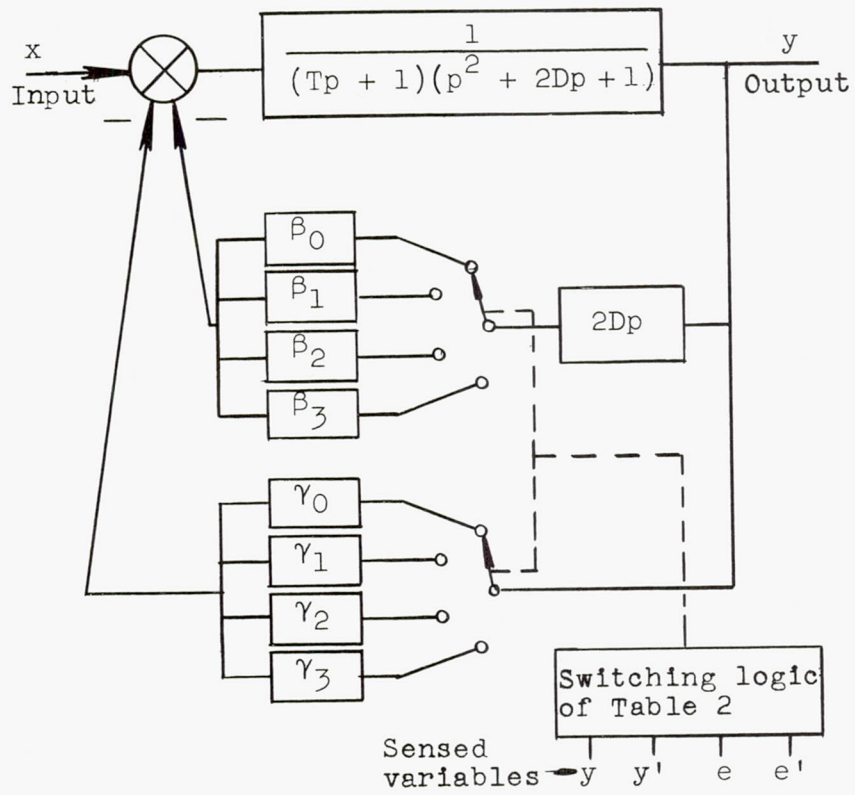 x
Input
1
(Tp + 1)(p² + 2Dp + 1)
y
Output
— —
β₀
β₁
β₂
β₃
2Dp
γ₀
γ₁
γ₂
γ₃
Switching logic
of Table 2
Sensed
variables y y' e e'